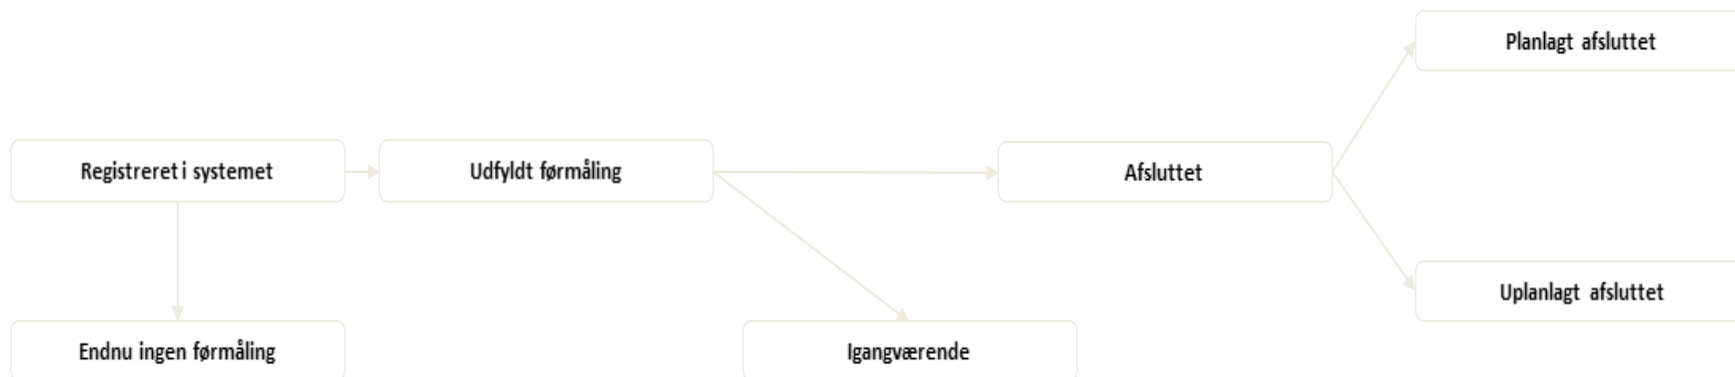 Planlagt afsluttet
Registreret i systemet
Udfyldt førmåling
Afsluttet
Uplanlagt afsluttet
Endnu ingen førmåling
Igangværende